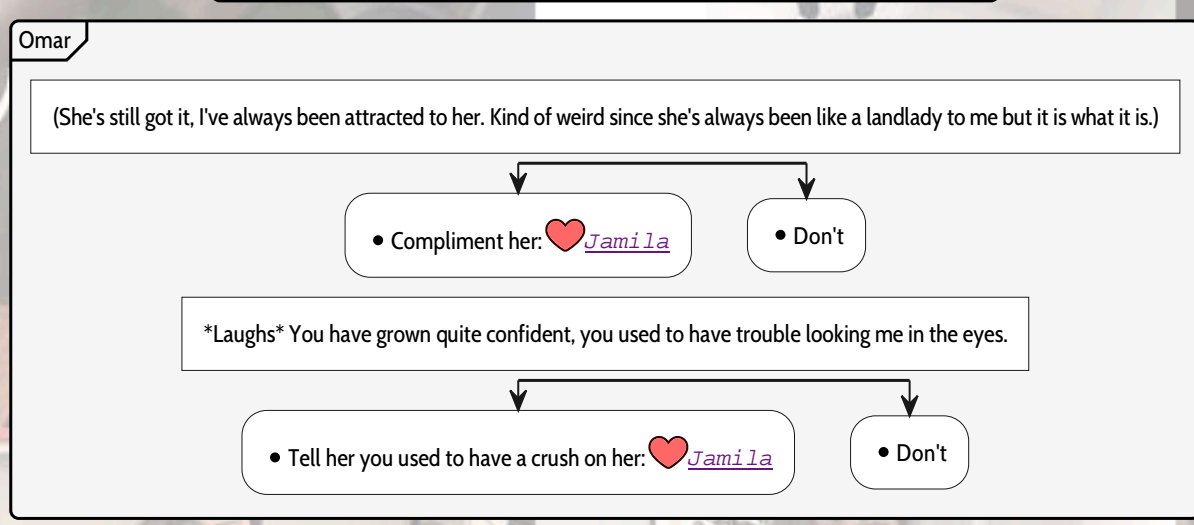 Omar
(She's still got it, I've always been attracted to her. Kind of weird since she's always been like a landlady to me but it is what it is.)
• Compliment her: Jamila
• Don't
*Laughs* You have grown quite confident, you used to have trouble looking me in the eyes.
• Tell her you used to have a crush on her: Jamila
• Don't